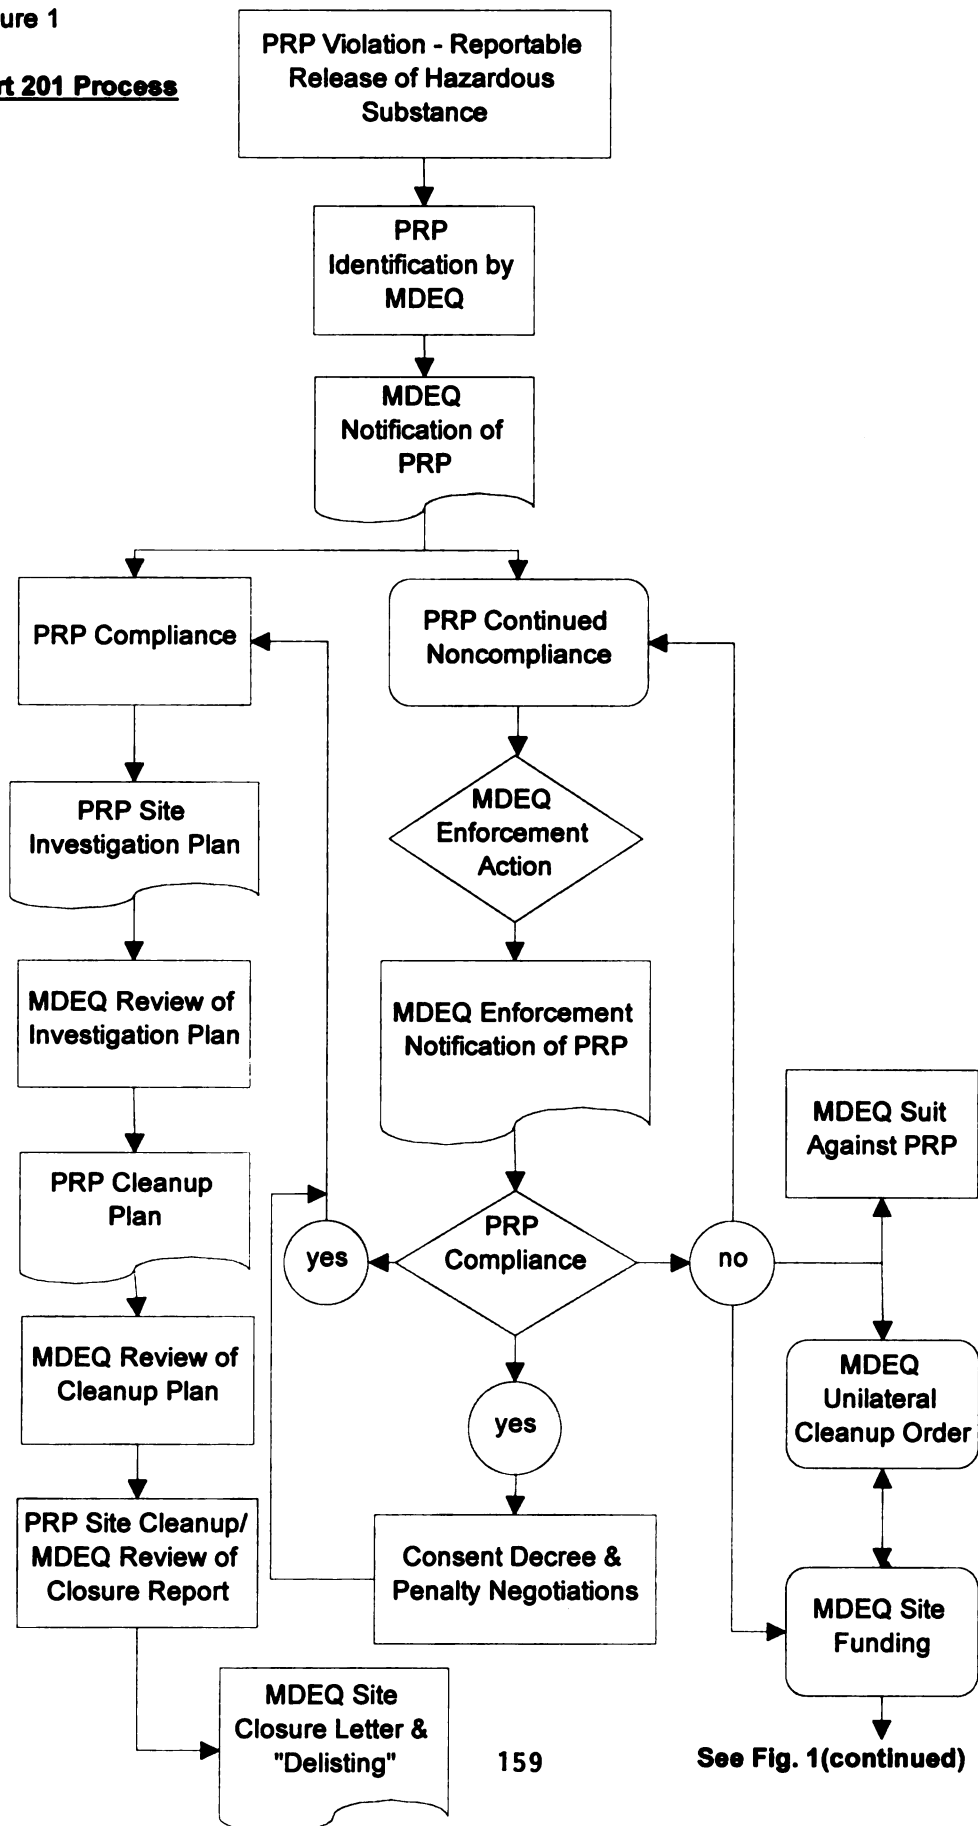 ure 1
rt 201 Process
PRP Violation - Reportable
Release of Hazardous
Substance
PRP
Identification by
MDEQ
MDEQ
Notification of
PRP
PRP Compliance
PRP Continued
Noncompliance
PRP Site
Investigation Plan
MDEQ
Enforcement
Action
MDEQ Review of
Investigation Plan
MDEQ Enforcement
Notification of PRP
MDEQ Suit
Against PRP
PRP Cleanup
Plan
yes
PRP
Compliance
no
MDEQ Review of
Cleanup Plan
yes
MDEQ
Unilateral
Cleanup Order
PRP Site Cleanup/
MDEQ Review of
Closure Report
Consent Decree &
Penalty Negotiations
MDEQ Site
Funding
MDEQ Site
Closure Letter &
"Delisting"
159
See Fig. 1(continued)